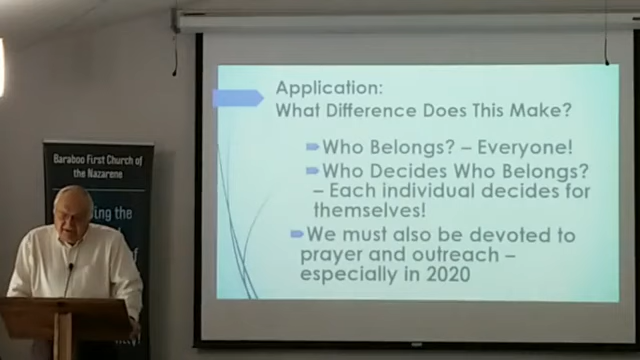 Application:
What Difference Does This Make?
Who Belongs? – Everyone!
Who Decides Who Belongs?
– Each individual decides for
themselves!
We must also be devoted to
prayer and outreach –
especially in 2020
Baraboo First Church of
the Nazarene
the